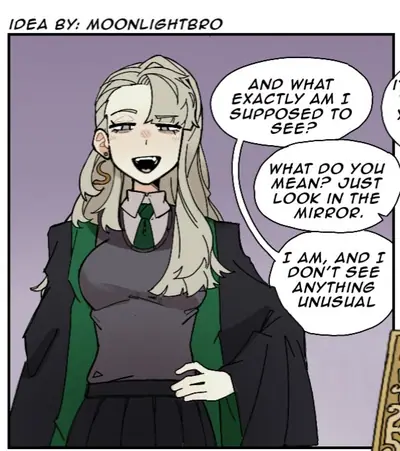 IDEA BY: MOONLIGHTBRO
AND WHAT
EXACTLY AM I
SUPPOSED TO
SEE?
WHAT DO YOU
MEAN? JUST
LOOK IN THE
MIRROR.
I AM, AND I
DON'T SEE
ANYTHING
UNUSUAL